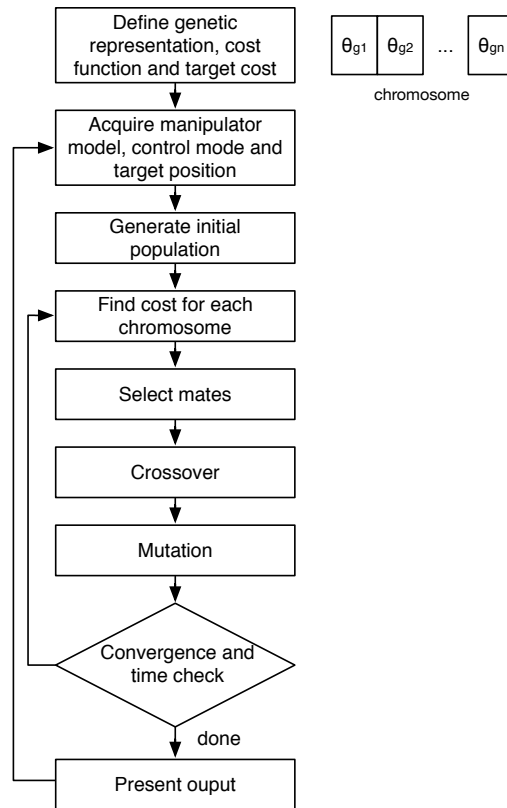 Define genetic
representation, cost
function and target cost
θg1 θg2 ... θgn
chromosome
Acquire manipulator
model, control mode and
target position
Generate initial
population
Find cost for each
chromosome
Select mates
Crossover
Mutation
Convergence and
time check
done
Present ouput